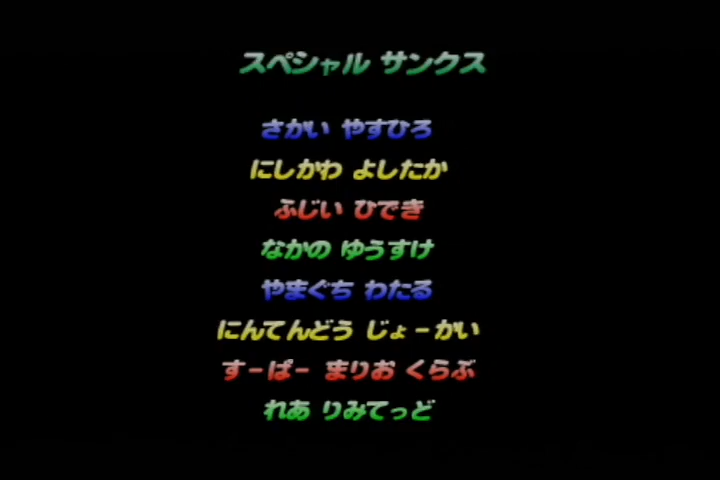 スペシャル サンクス
さかい やすひろ
にしかわ よしたか
ふじい ひでき
なかの ゆうすけ
やまぐち わたる
にんてんどう じょーかい
すーぱー まりお くらぶ
れあ りみてっど